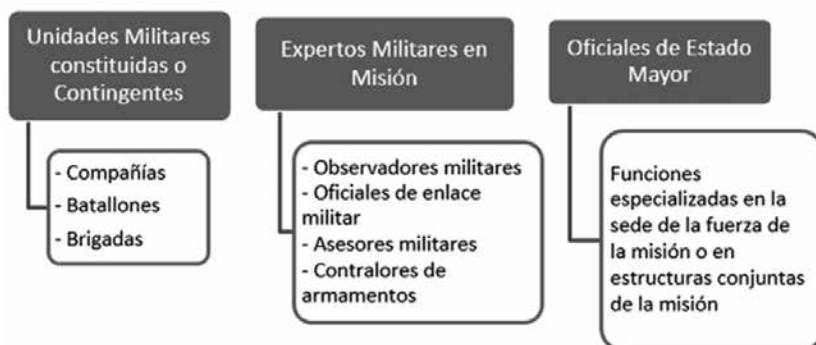 Unidades Militares
constituidas o
Contingentes
- Compañías
- Batallones
- Brigadas
Expertos Militares en
Misión
- Observadores militares
- Oficiales de enlace
militar
- Asesores militares
- Contralores de
armamentos
Oficiales de Estado
Mayor
Funciones
especializadas en la
sede de la fuerza de
la misión o en
estructuras conjuntas
de la misión